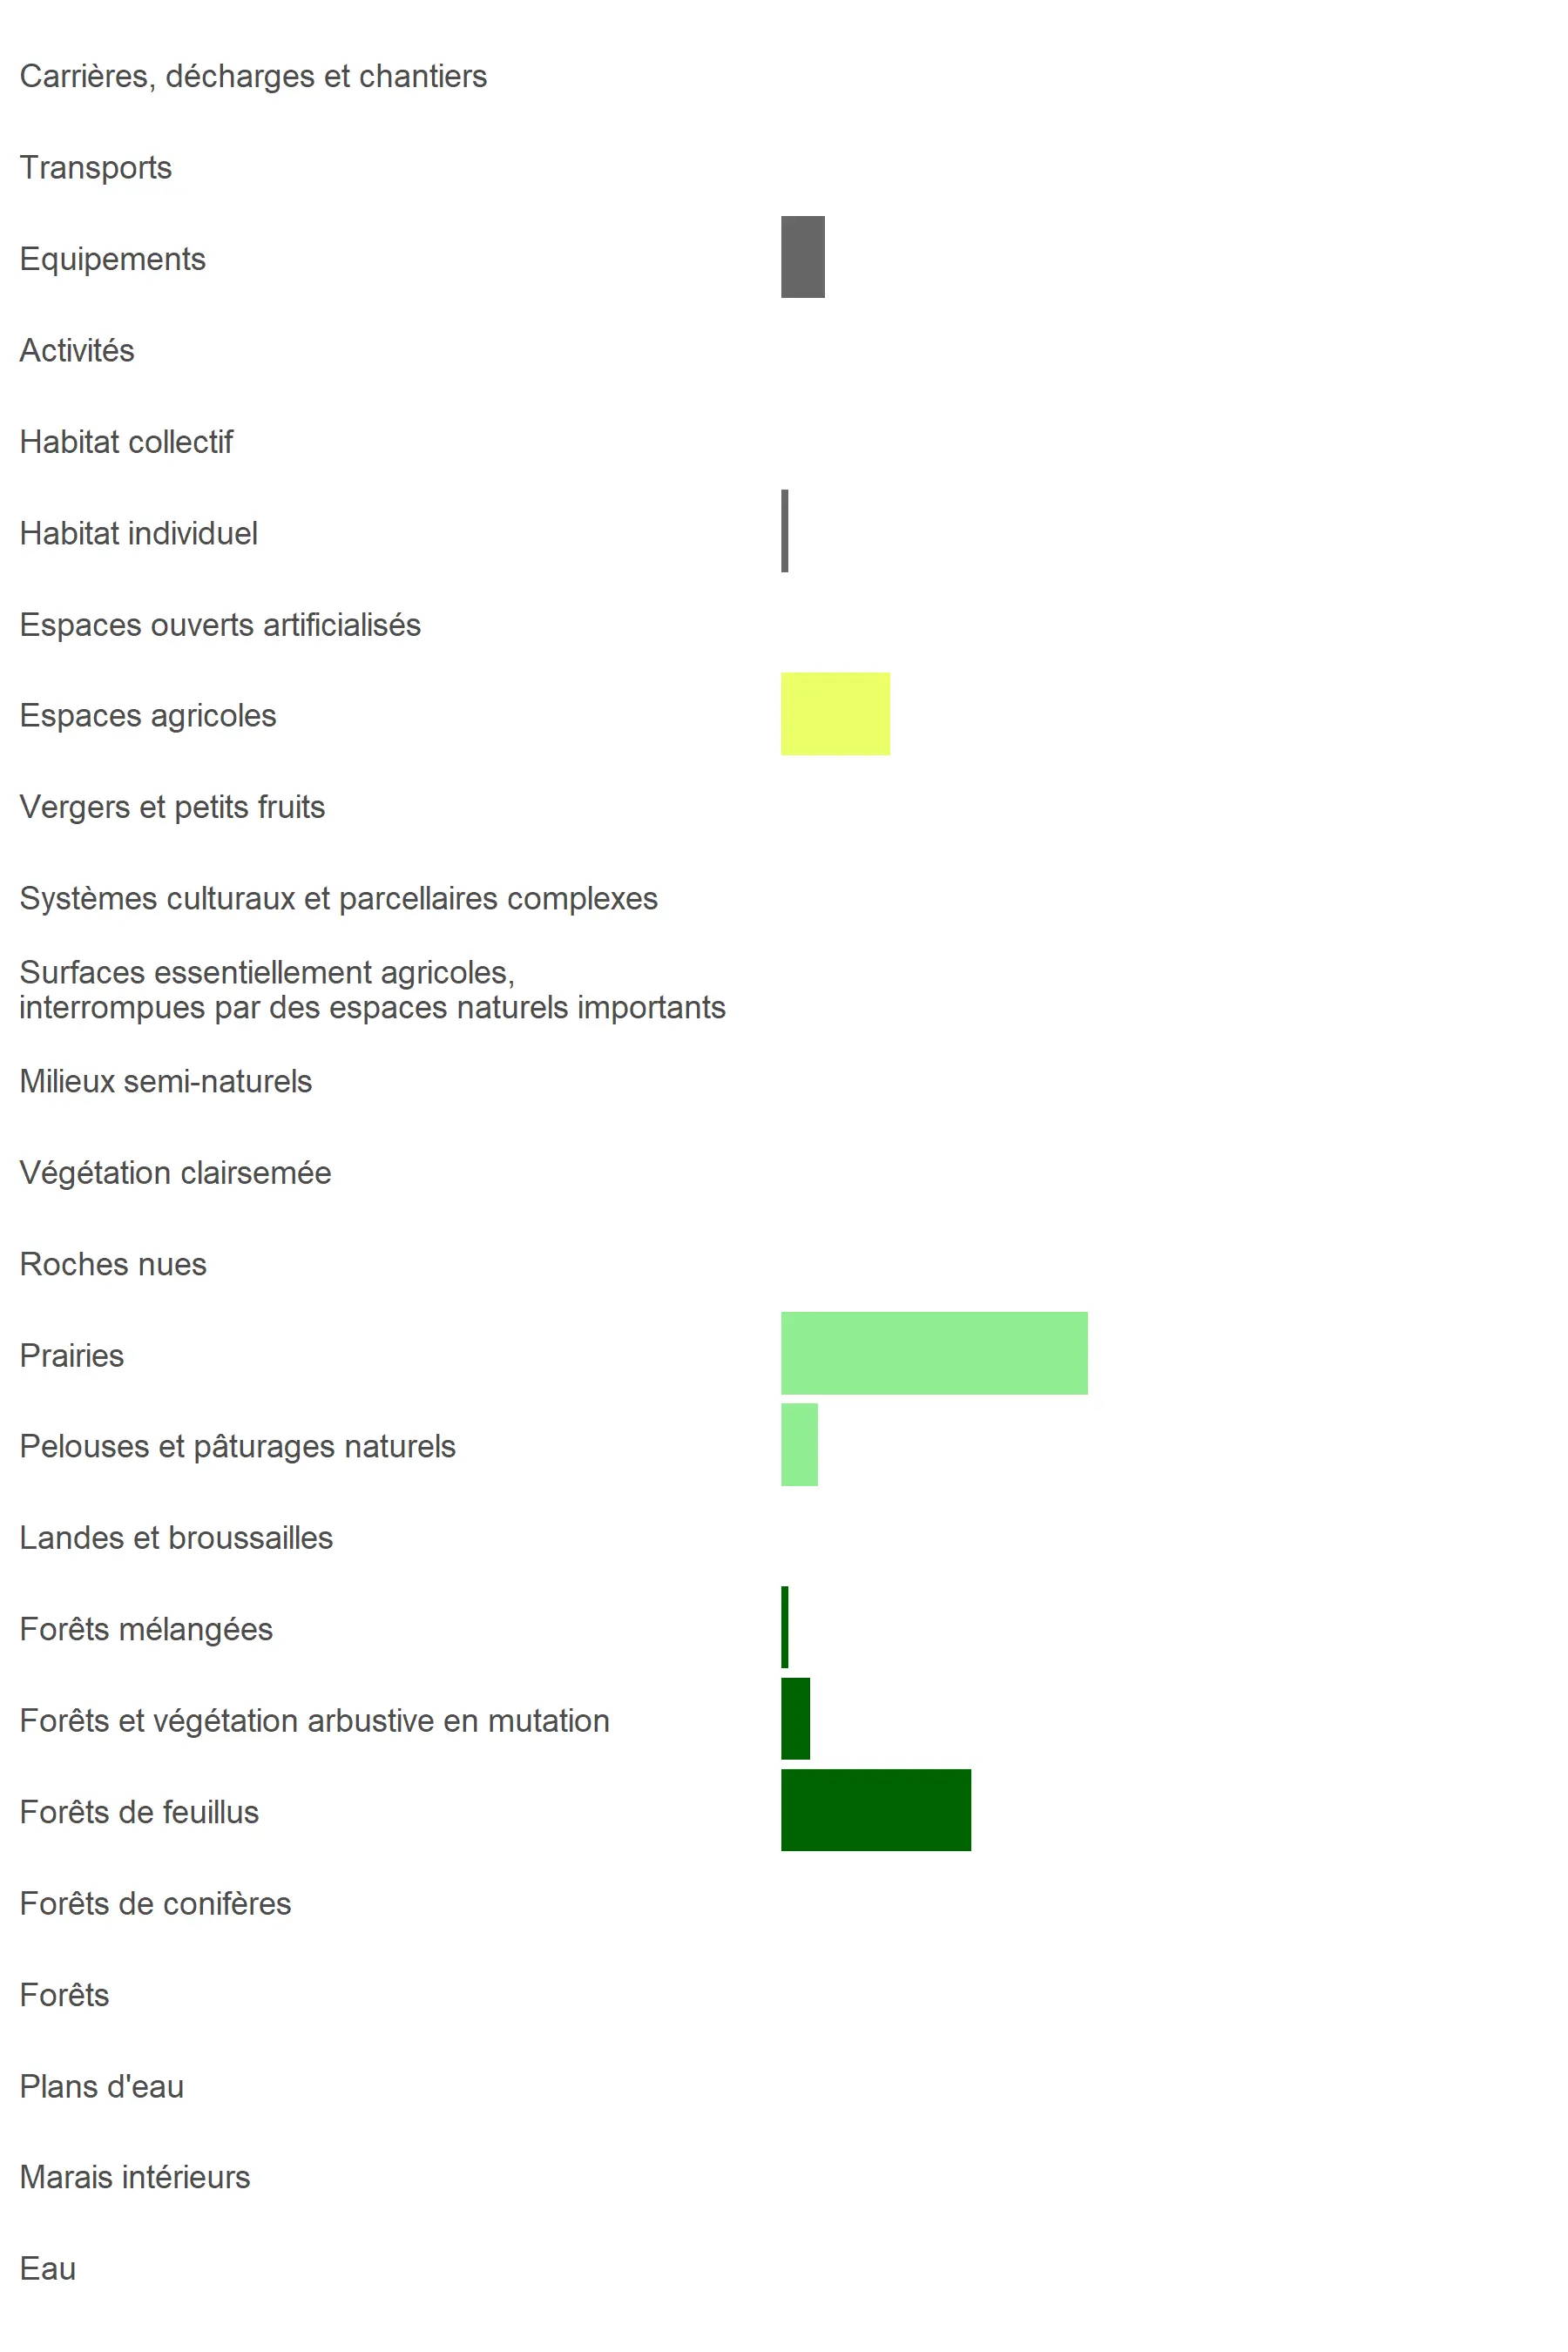 Carrières, décharges et chantiers
Transports
Equipements
Activités
Habitat collectif
Habitat individuel
Espaces ouverts artificialisés
Espaces agricoles
Vergers et petits fruits
Systèmes culturaux et parcellaires complexes
Surfaces essentiellement agricoles,
interrompues par des espaces naturels importants
Milieux semi-naturels
Végétation clairsemée
Roches nues
Prairies
Pelouses et pâturages naturels
Landes et broussailles
Forêts mélangées
Forêts et végétation arbustive en mutation
Forêts de feuillus
Forêts de conifères
Forêts
Plans d'eau
Marais intérieurs
Eau